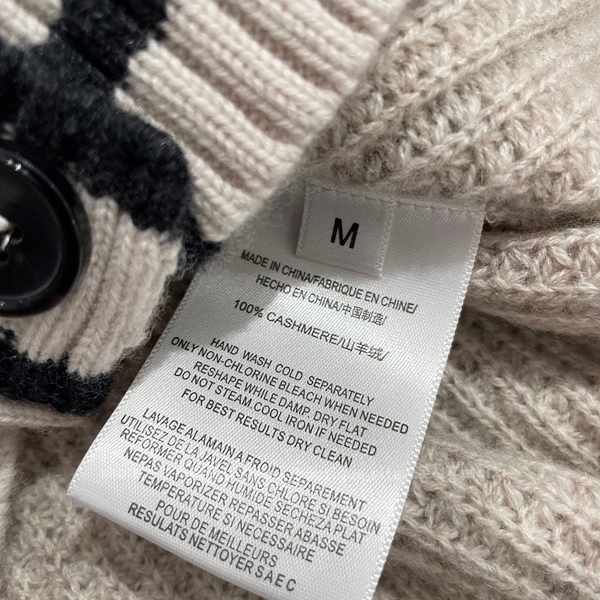 M
MADE IN CHINA/FABRIQUE EN CHINE/
HECHO EN CHINA/中国制造/
100% CASHMERE/山羊绒/
HAND WASH COLD SEPARATELY
ONLY NON-CHLORINE BLEACH WHEN NEEDED
RESHAPE WHILE DAMP. DRY FLAT
DO NOT STEAM.COOL IRON IF NEEDED
FOR BEST RESULTS DRY CLEAN
LAVAGE ALAMAIN A FROID SEPAREMENT
UTILISEZ DE LA JAVEL SANS CHLORE SI BESOIN
REFORMER QUAND HUMIDE SECHEZA PLAT
NEPAS VAPORIZER REPASSER ABASSE
TEMPERATURE SI NECESSAIRE
POUR DE MEILLEURS
RESULATS NETTOYER S A E C